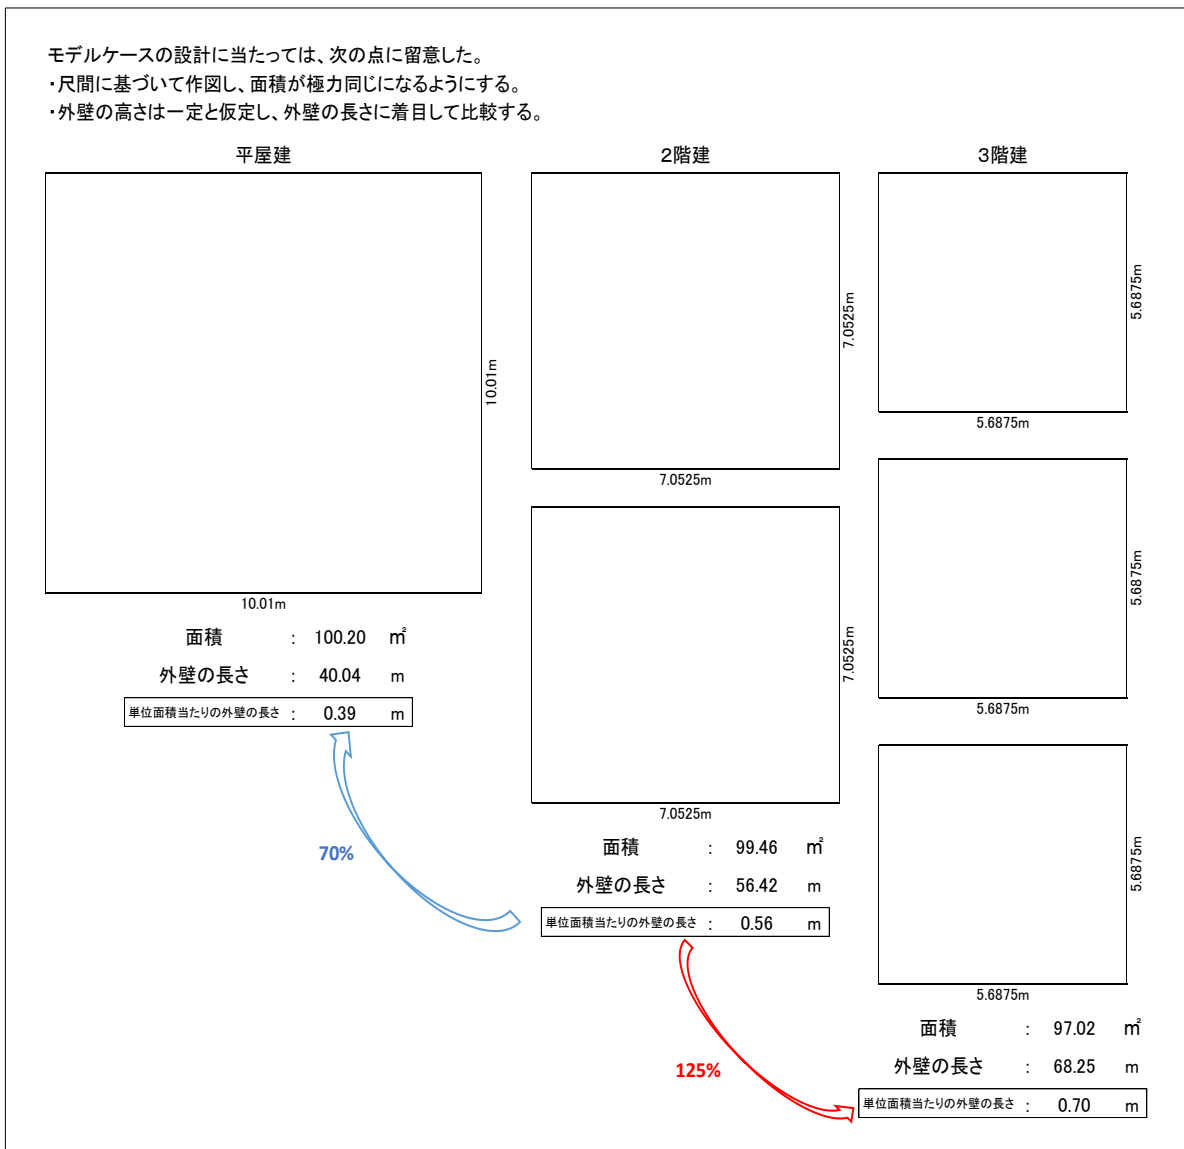 モデルケースの設計に当たっては、次の点に留意した。
・尺間に基づいて作図し、面積が極力同じになるようにする。
・外壁の高さは一定と仮定し、外壁の長さに着目して比較する。
平屋建
10.01m
10.01m
面積 : 100.20 ㎡
外壁の長さ : 40.04 m
単位面積当たりの外壁の長さ : 0.39 m
70%
２階建
7.0525m
7.0525m
7.0525m
7.0525m
面積 : 99.46 ㎡
外壁の長さ : 56.42 m
単位面積当たりの外壁の長さ : 0.56 m
125%
３階建
5.6875m
5.6875m
5.6875m
5.6875m
5.6875m
5.6875m
面積 : 97.02 ㎡
外壁の長さ : 68.25 m
単位面積当たりの外壁の長さ : 0.70 m